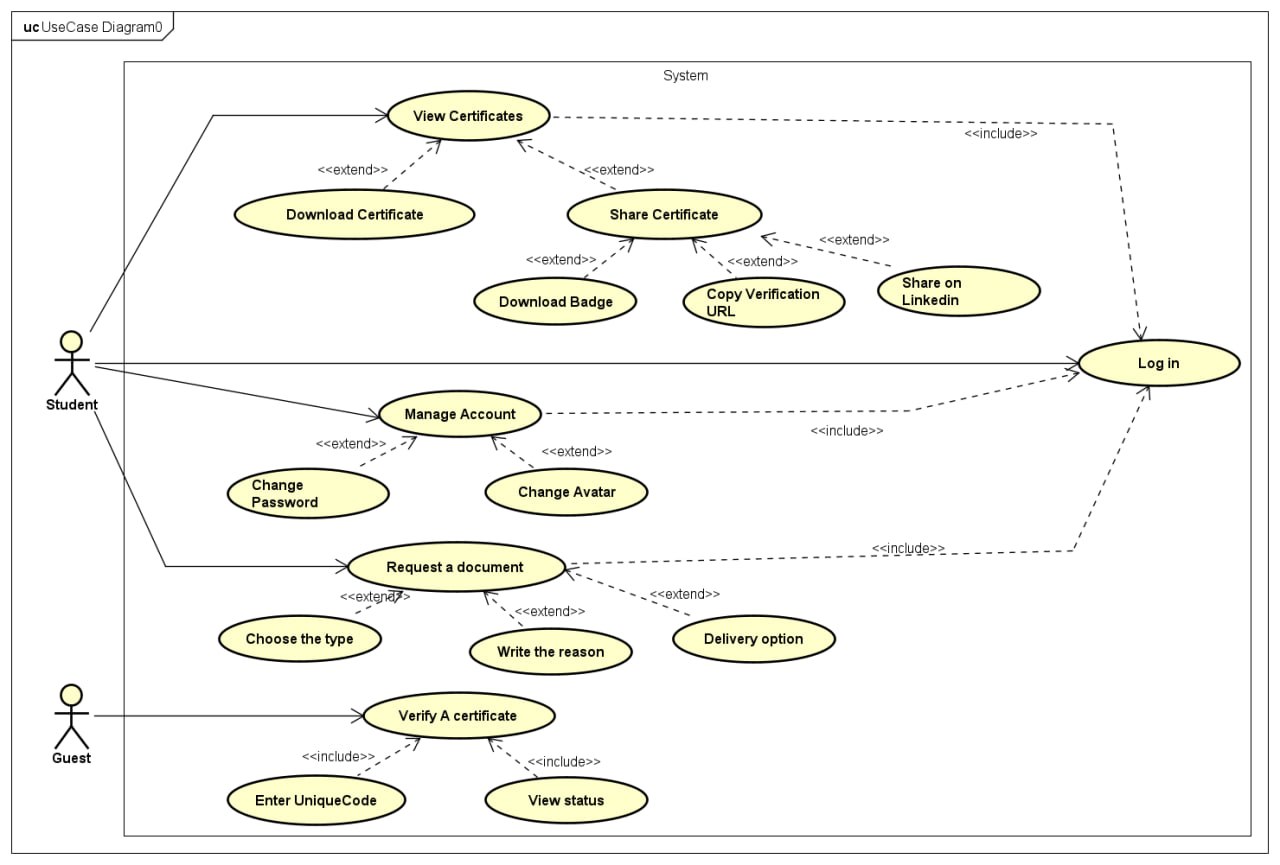 uc UseCase Diagram0
System
View Certificates
<<include>>
<<extend>>
<<extend>>
Download Certificate
Share Certificate
<<extend>>
<<extend>>
<<extend>>
Download Badge
Copy Verification
URL
Share on
Linkedin
Student
Log in
Manage Account
<<include>>
<<extend>>
<<extend>>
Change
Password
Change Avatar
Request a document
<<include>>
<<extend>>
<<extend>>
<<extend>>
Choose the type
Write the reason
Delivery option
Guest
Verify A certificate
<<include>>
<<include>>
Enter UniqueCode
View status